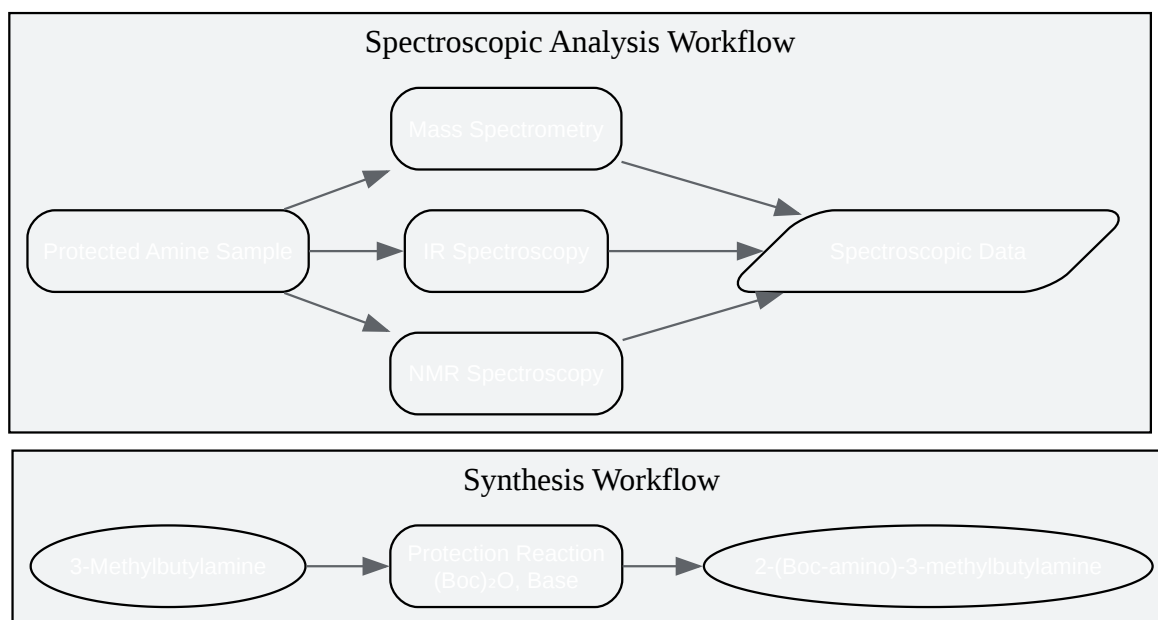 Spectroscopic Analysis Workflow
Mass Spectrometry
Protected Amine Sample
IR Spectroscopy
Spectroscopic Data
NMR Spectroscopy
Synthesis Workflow
3-Methylbutylamine
Protection Reaction
(Boc)₂O, Base
2-(Boc-amino)-3-methylbutylamine